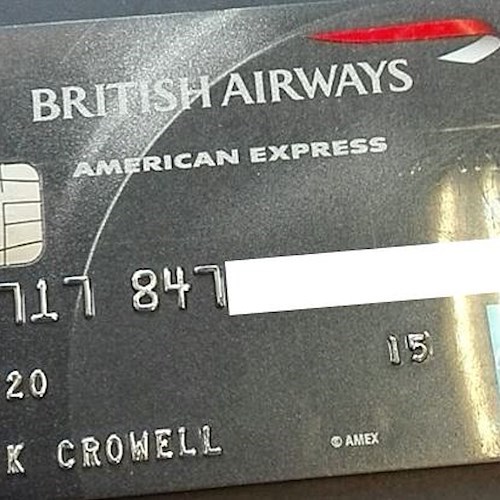 BRITISH AIRWAYS
AMERICAN EXPRESS
717 847
15
20
K CROWELL
© AMEX